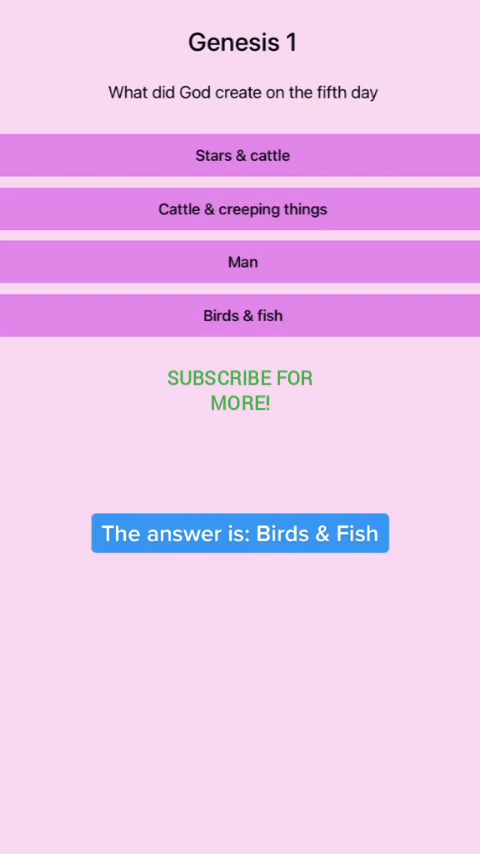 Genesis 1
What did God create on the fifth day
Stars & cattle
Cattle & creeping things
Man
Birds & fish
SUBSCRIBE FOR
MORE!
The answer is: Birds & Fish